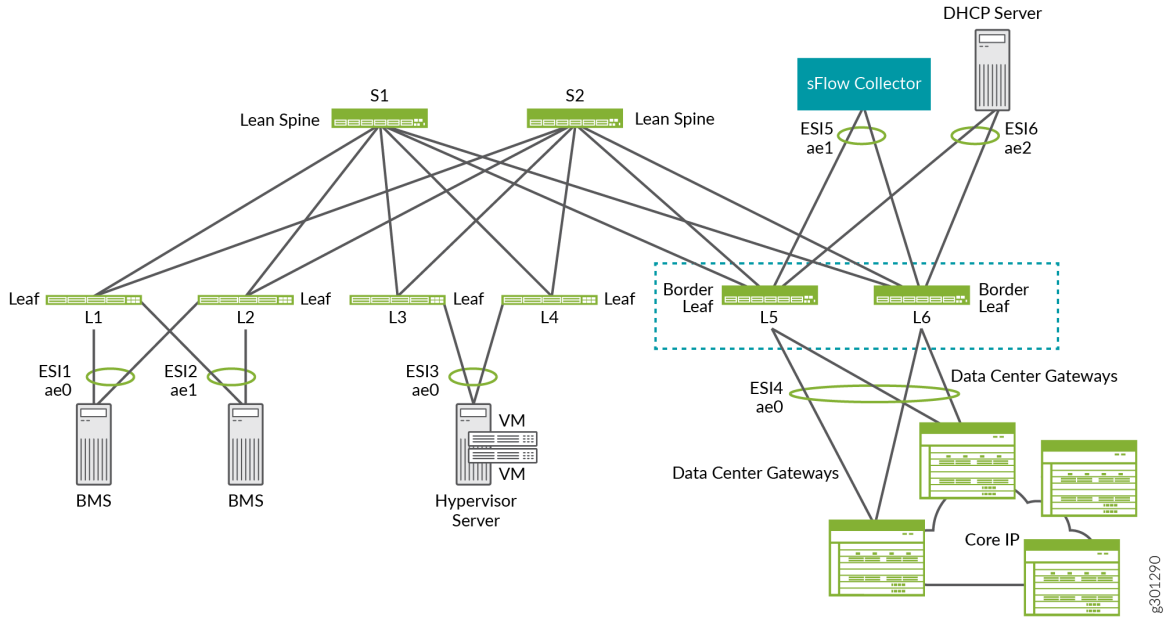 DHCP Server
sFlow Collector
S1
S2
Lean Spine
Lean Spine
ESI5
ae1
ESI6
ae2
Leaf
L1
L2
Leaf
L3
Leaf
L4
Leaf
Border
Leaf
L5
L6
Border
Leaf
ESI1
ae0
ESI2
ae1
ESI3
ae0
ESI4
ae0
Data Center Gateways
VM
VM
BMS
BMS
Hypervisor
Server
Data Center Gateways
Core IP
g301290